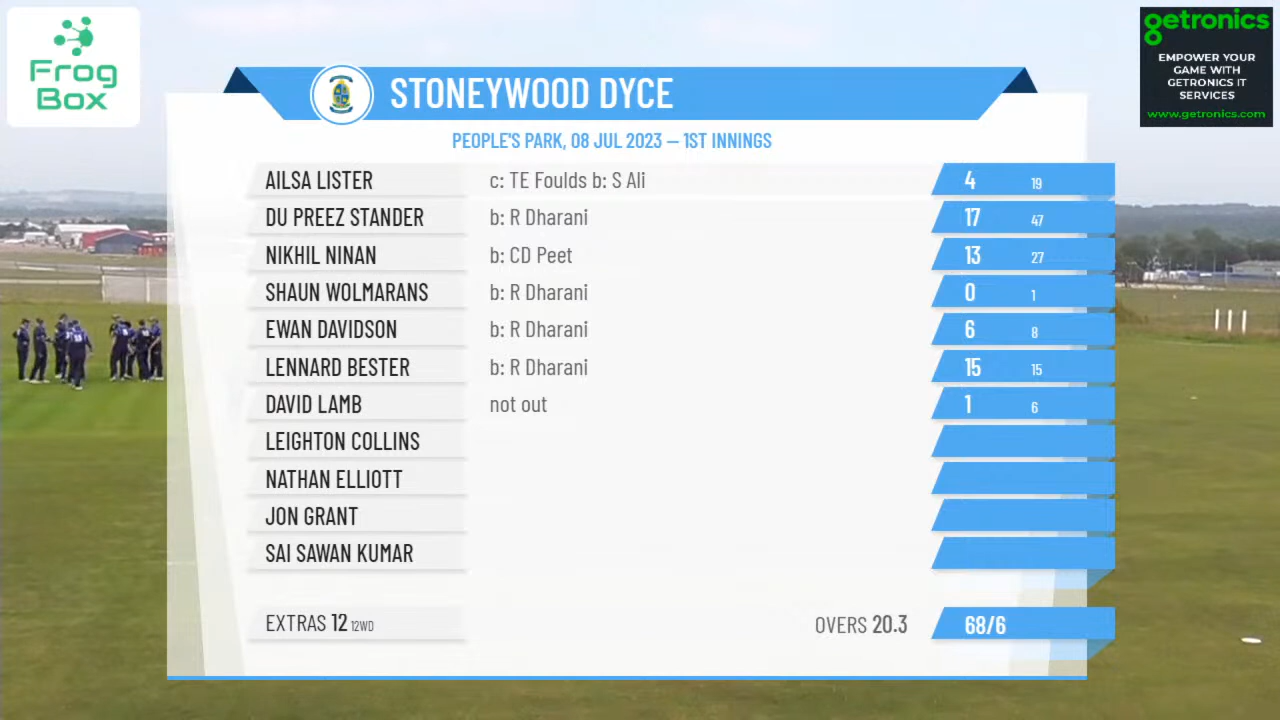 Frog
Box
getronics
EMPOWER YOUR
GAME WITH
GETRONICS IT
SERVICES
www.getronics.com
STONEYWOOD DYCE
PEOPLE'S PARK, 08 JUL 2023 – 1ST INNINGS
AILSA LISTER c: TE Foulds b: S Ali 4 19
DU PREEZ STANDER b: R Dharani 17 47
NIKHIL NINAN b: CD Peet 13 27
SHAUN WOLMARANS b: R Dharani 0 1
EWAN DAVIDSON b: R Dharani 6 8
LENNARD BESTER b: R Dharani 15 15
DAVID LAMB not out 1 6
LEIGHTON COLLINS
NATHAN ELLIOTT
JON GRANT
SAI SAWAN KUMAR
EXTRAS 12 12WD OVERS 20.3 68/6